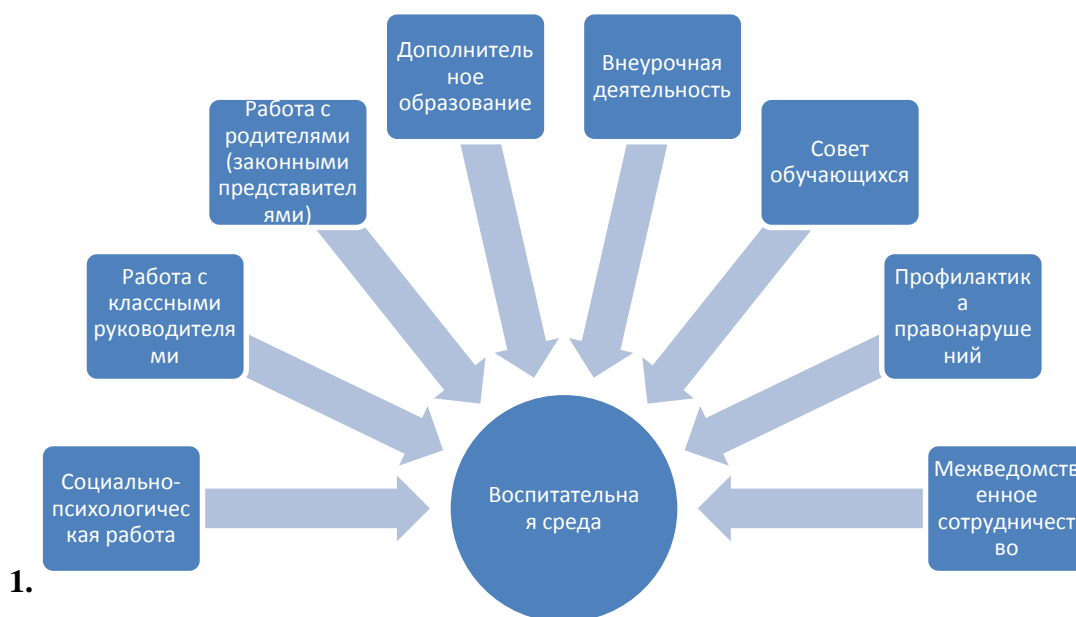 Дополнитель
ное
образование
Внеурочная
деятельность
Работа с
родителями
(законными
представител
ями)
Совет
обучающихся
Работа с
классными
руководителя
ми
Профилактик
а
правонаруше
ний
Социально-
психологичес
кая работа
Воспитательна
я среда
Межведомств
енное
сотрудничест
во
1.